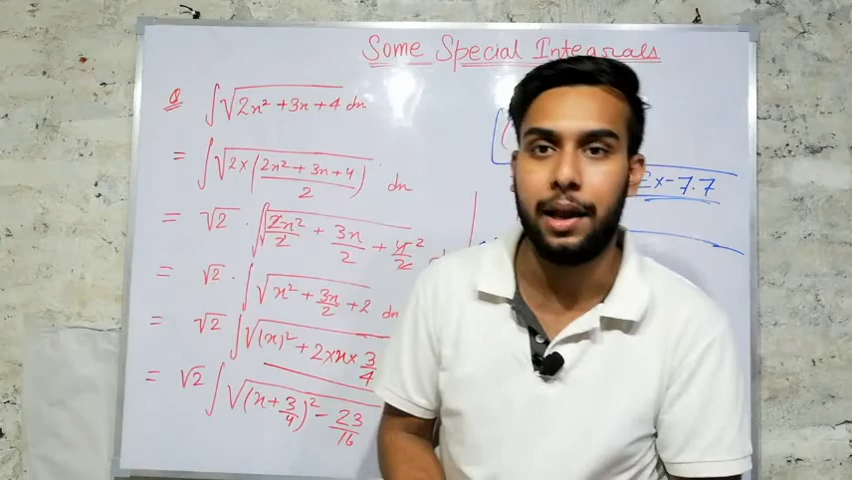 Some Special Integrals
Q ∫√2x² + 3x + 4 dx
= ∫√2 × (2x² + 3x + 4 / 2) dx
= √2 · ∫√2x²/2 + 3x/2 + 4/2 ²
= √2 · ∫√x² + 3x/2 + 2 dx
= √2 ∫√(x)² + 2×x× 3/4
= √2 ∫√(x + 3/4)² - 23/16
Ex-7.7